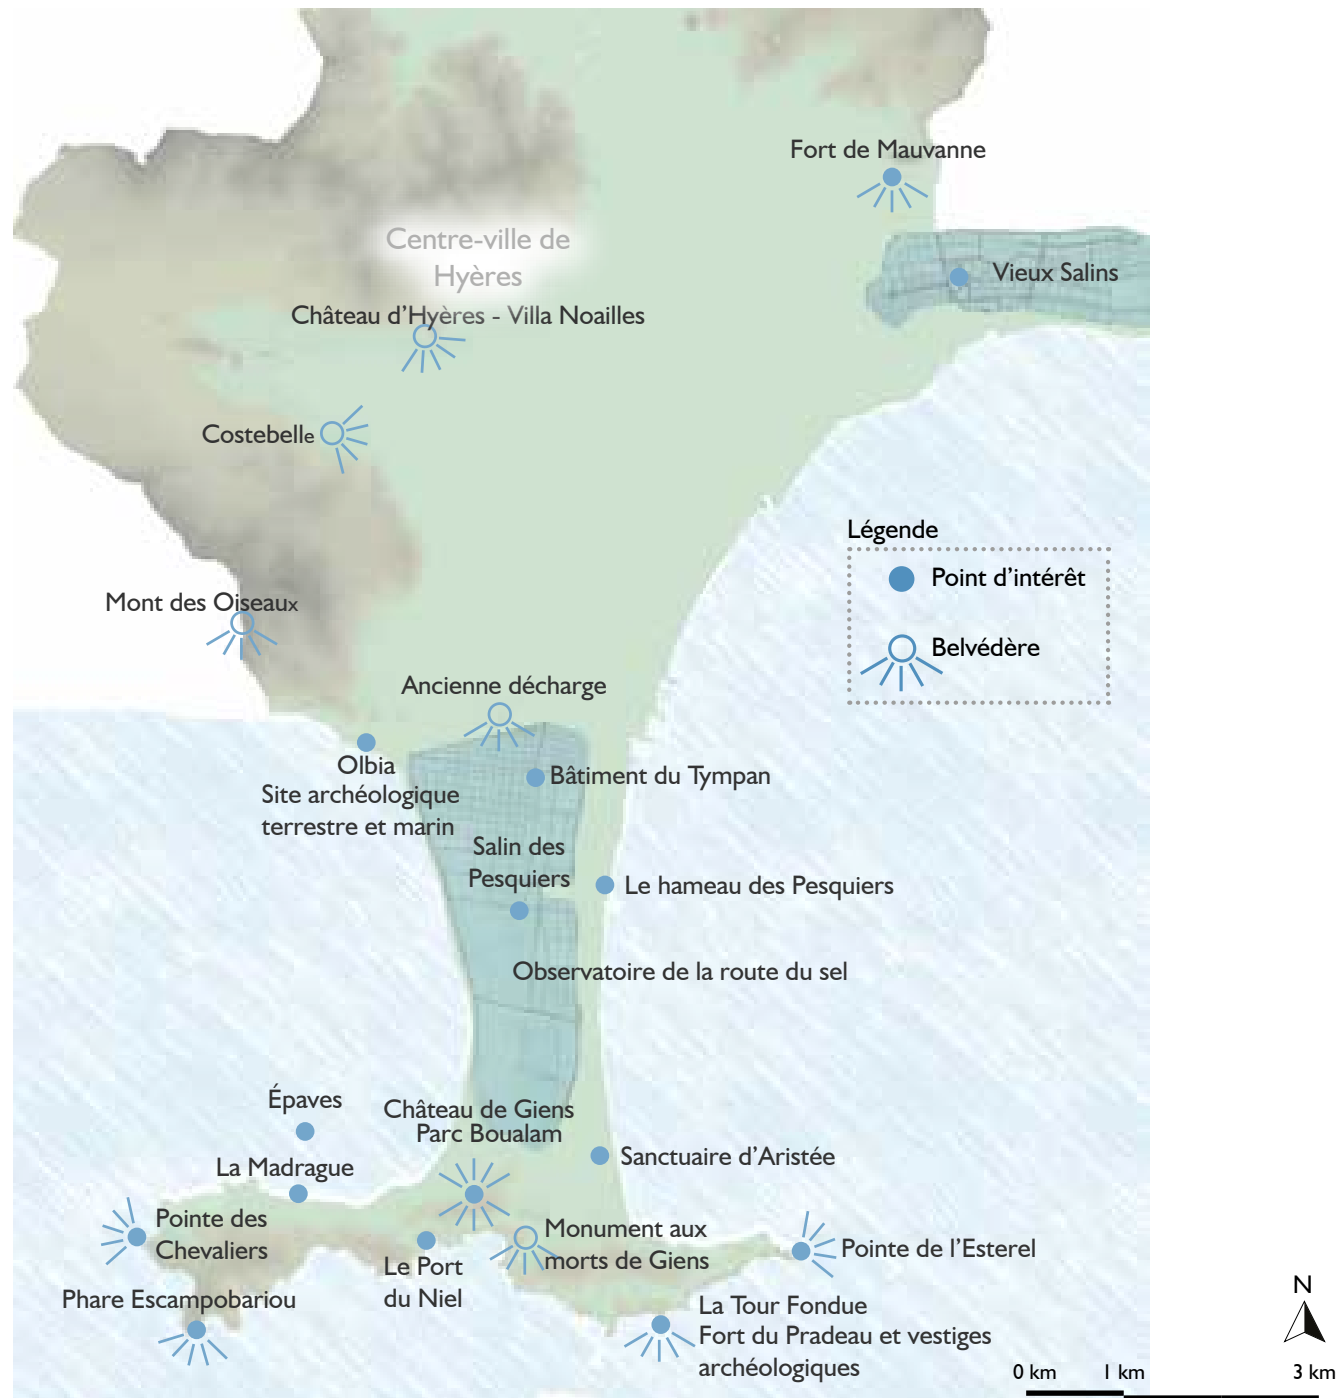 Fort de Mauvanne
Centre-ville de
Hyères
Vieux Salins
Château d'Hyères - Villa Noailles
Costebelle
Légende
Point d'intérêt
Belvédère
Mont des Oiseaux
Ancienne décharge
Olbia
Site archéologique
terrestre et marin
Bâtiment du Tympan
Salin des
Pesquiers
Le hameau des Pesquiers
Observatoire de la route du sel
Épaves
Château de Giens
Parc Boualam
La Madrague
Sanctuaire d'Aristée
Pointe des
Chevaliers
Monument aux
morts de Giens
Pointe de l'Esterel
Le Port
du Niel
Phare Escampobariou
La Tour Fondue
Fort du Pradeau et vestiges
archéologiques
N
0 km 1 km 3 km